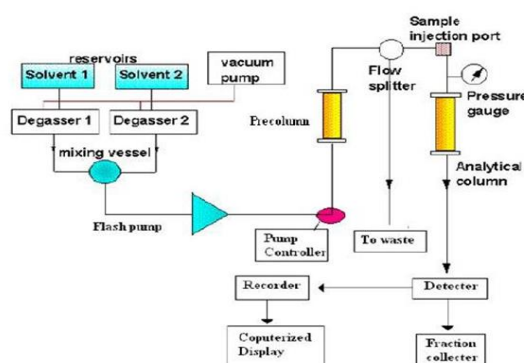 reservoirs
Solvent 1
Solvent 2
vacuum
pump
Degasser 1
Degasser 2
mixing vessel
Flash pump
Pump
Controller
Precolumn
Flow
splitter
Sample
injection port
Pressure
gauge
Analytical
column
To waste
Detecter
Recorder
Coputerized
Display
Fraction
collecter